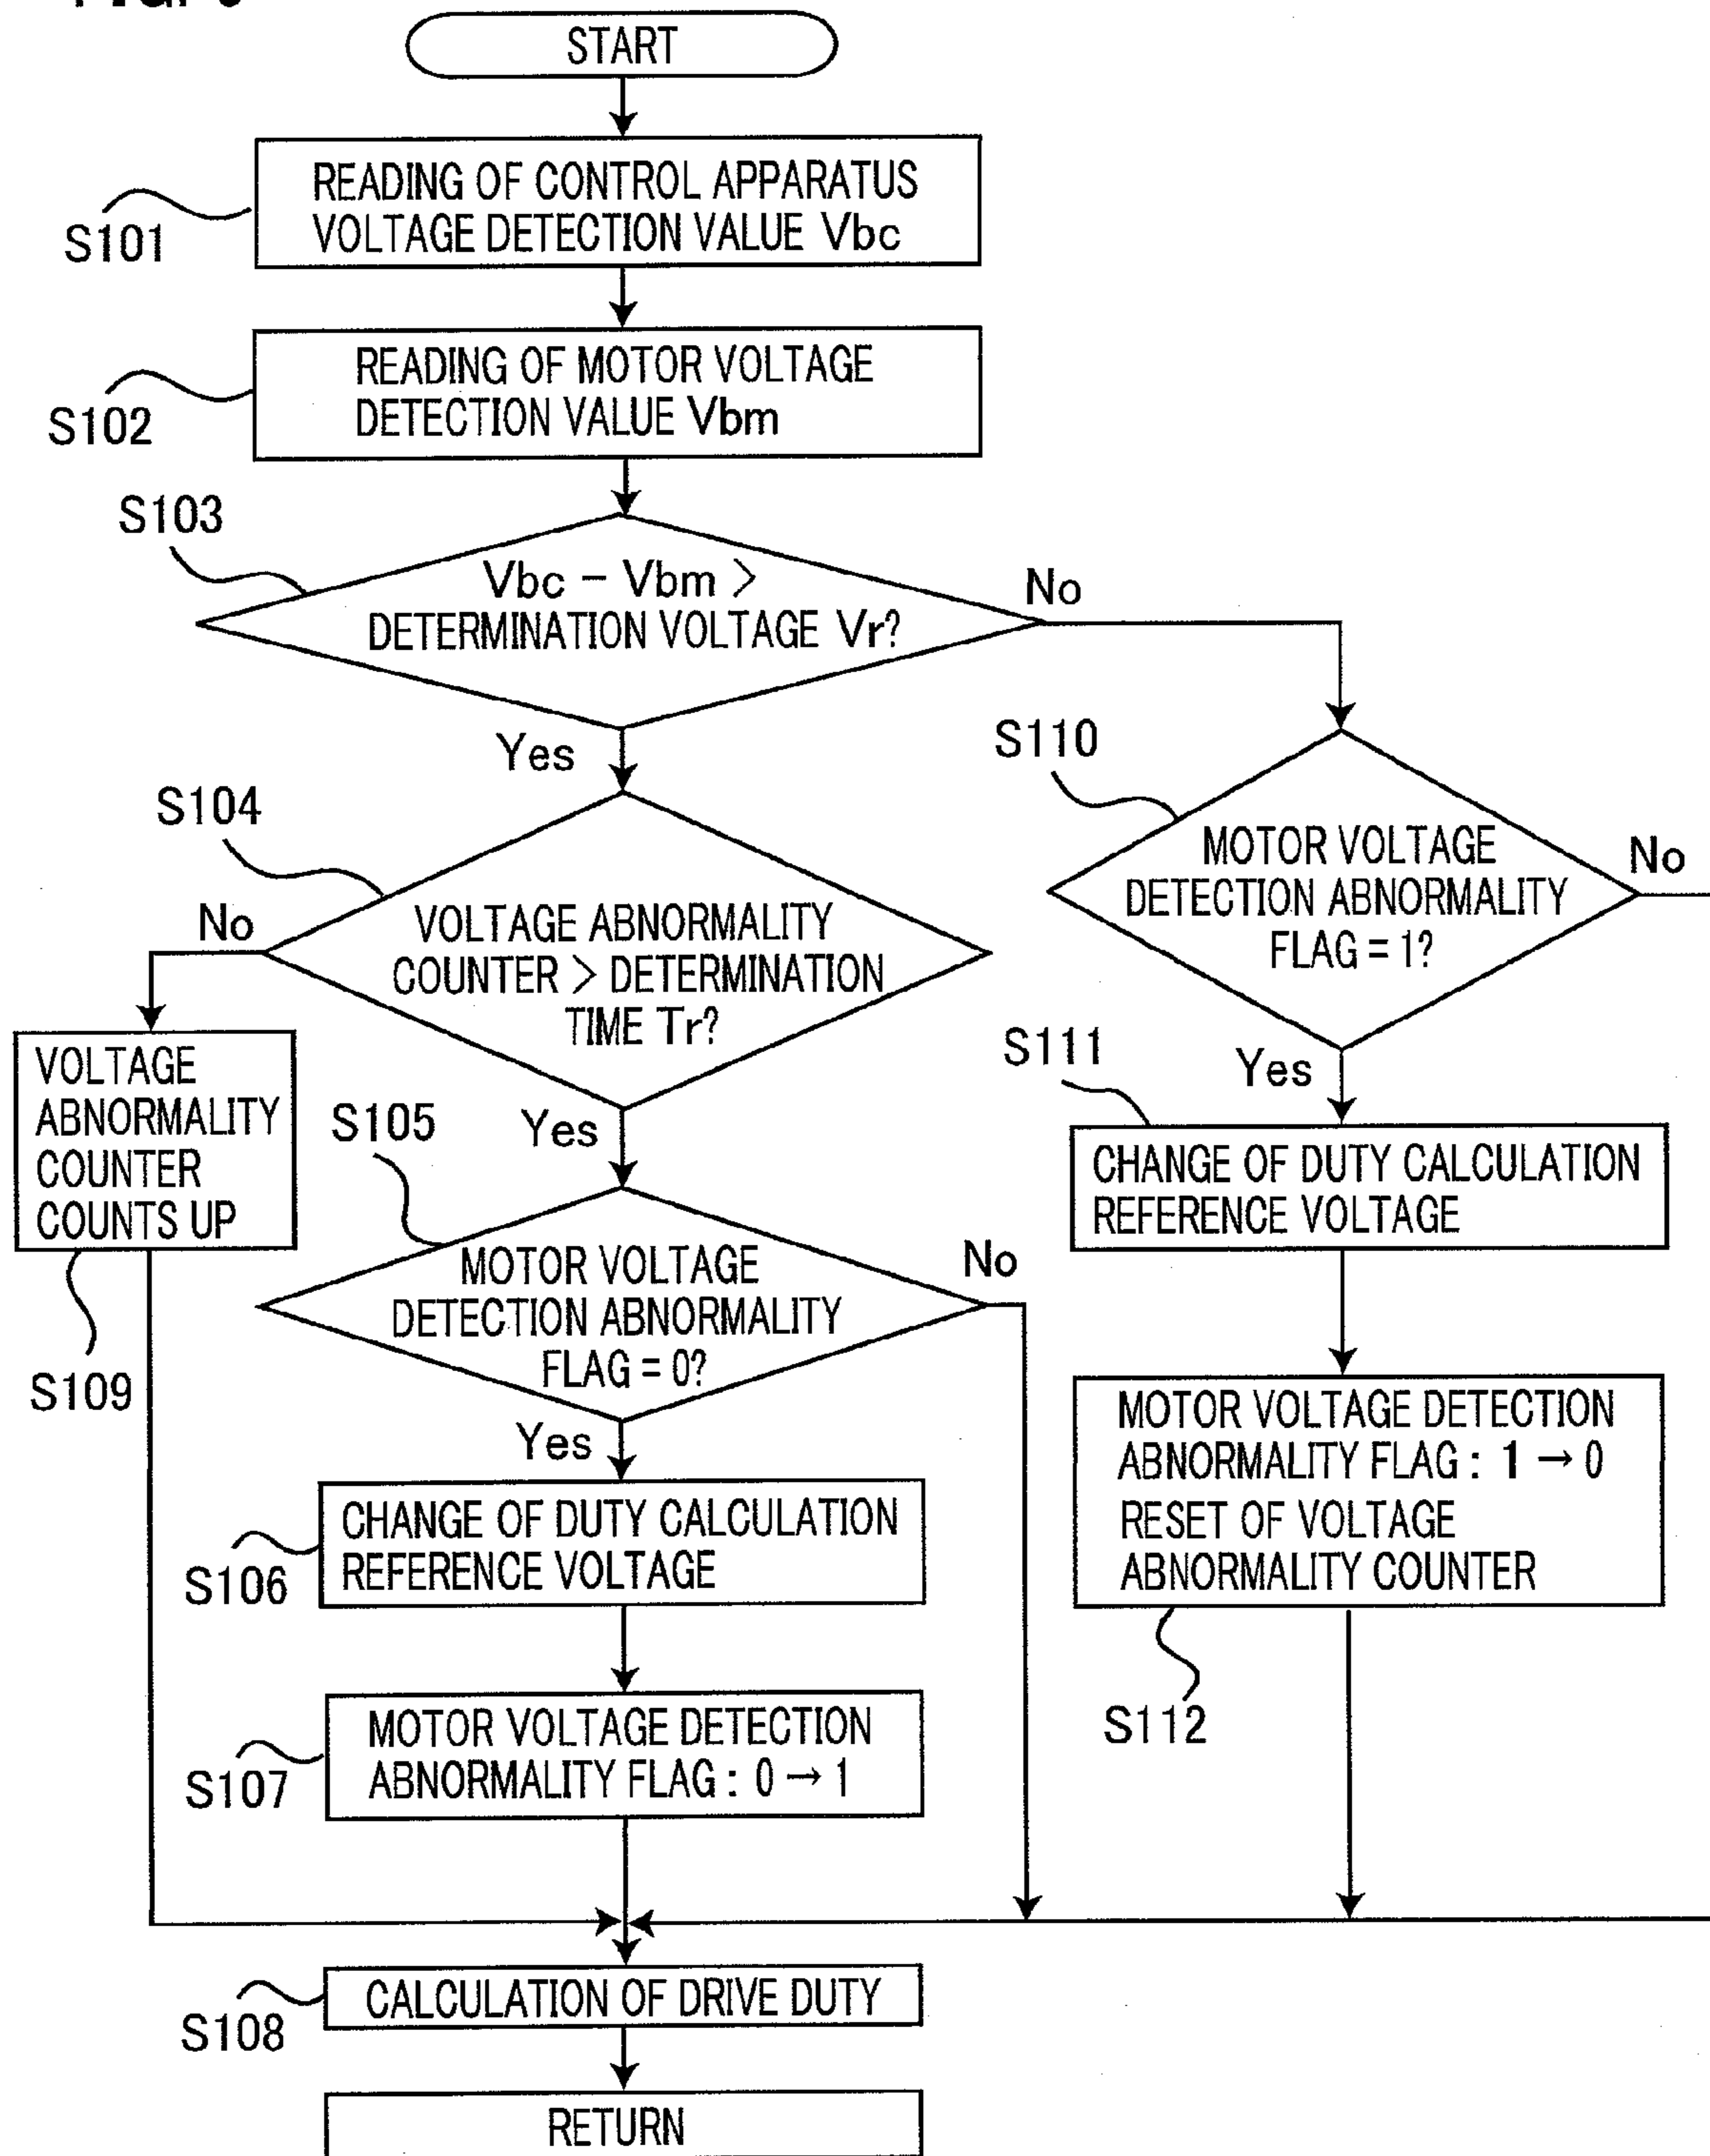 START
READING OF CONTROL APPARATUS
VOLTAGE DETECTION VALUE Vbc
S101
READING OF MOTOR VOLTAGE
DETECTION VALUE Vbm
S102
S103
Vbc - Vbm >
DETERMINATION VOLTAGE Vr?
No
Yes
S110
MOTOR VOLTAGE
DETECTION ABNORMALITY
FLAG = 1?
No
S104
No
VOLTAGE ABNORMALITY
COUNTER > DETERMINATION
TIME Tr?
Yes
S111
Yes
VOLTAGE
ABNORMALITY
COUNTER
COUNTS UP
S109
S105
MOTOR VOLTAGE
DETECTION ABNORMALITY
FLAG = 0?
No
Yes
CHANGE OF DUTY CALCULATION
REFERENCE VOLTAGE
MOTOR VOLTAGE DETECTION
ABNORMALITY FLAG : 1 → 0
RESET OF VOLTAGE
ABNORMALITY COUNTER
S112
CHANGE OF DUTY CALCULATION
REFERENCE VOLTAGE
S106
MOTOR VOLTAGE DETECTION
ABNORMALITY FLAG : 0 → 1
S107
CALCULATION OF DRIVE DUTY
S108
RETURN